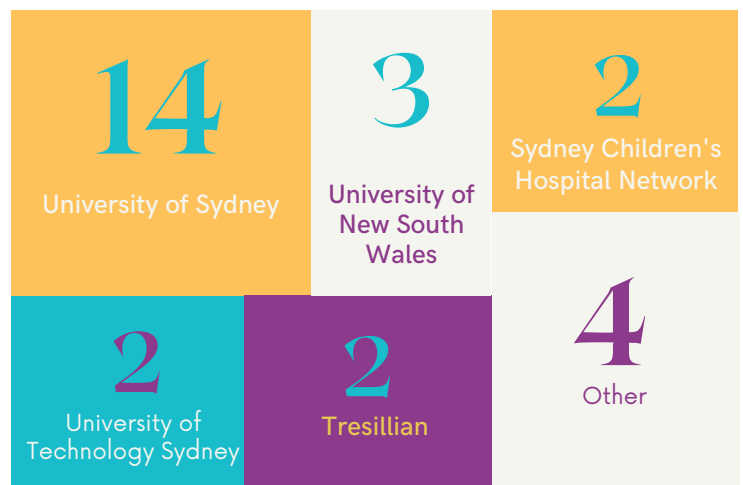 14
University of Sydney
3
University of
New South
Wales
2
Sydney Children's
Hospital Network
2
University of
Technology Sydney
2
Tresillian
4
Other